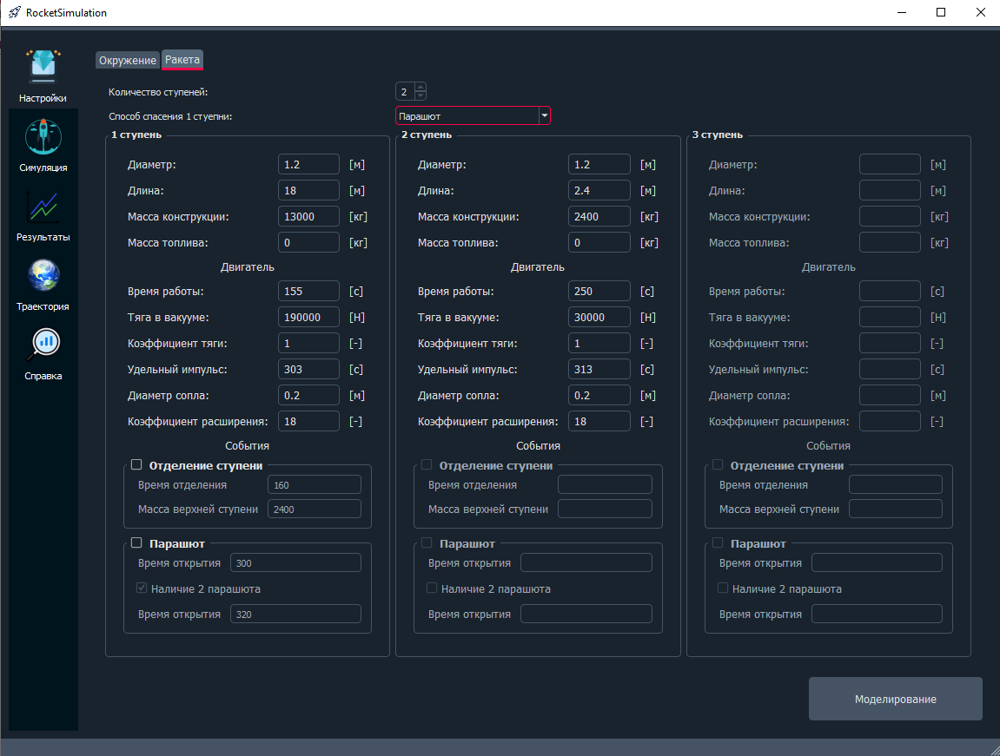 RocketSimulation
Настройки
Симуляция
Результаты
Траектория
Справка
Окружение Ракета
Количество ступеней: 2
Способ спасения 1 ступени: Парашют
1 ступень
Диаметр: 1.2 [м]
Длина: 18 [м]
Масса конструкции: 13000 [кг]
Масса топлива: 0 [кг]
Двигатель
Время работы: 155 [с]
Тяга в вакууме: 190000 [Н]
Коэффициент тяги: 1 [-]
Удельный импульс: 303 [с]
Диаметр сопла: 0.2 [м]
Коэффициент расширения: 18 [-]
События
Отделение ступени
Время отделения 160
Масса верхней ступени 2400
Парашют
Время открытия 300
Наличие 2 парашюта
Время открытия 320
2 ступень
Диаметр: 1.2 [м]
Длина: 2.4 [м]
Масса конструкции: 2400 [кг]
Масса топлива: 0 [кг]
Двигатель
Время работы: 250 [с]
Тяга в вакууме: 30000 [Н]
Коэффициент тяги: 1 [-]
Удельный импульс: 313 [с]
Диаметр сопла: 0.2 [м]
Коэффициент расширения: 18 [-]
События
Отделение ступени
Время отделения
Масса верхней ступени
Парашют
Время открытия
Наличие 2 парашюта
Время открытия
3 ступень
Диаметр: [м]
Длина: [м]
Масса конструкции: [кг]
Масса топлива: [кг]
Двигатель
Время работы: [с]
Тяга в вакууме: [Н]
Коэффициент тяги: [-]
Удельный импульс: [с]
Диаметр сопла: [м]
Коэффициент расширения: [-]
События
Отделение ступени
Время отделения
Масса верхней ступени
Парашют
Время открытия
Наличие 2 парашюта
Время открытия
Моделирование